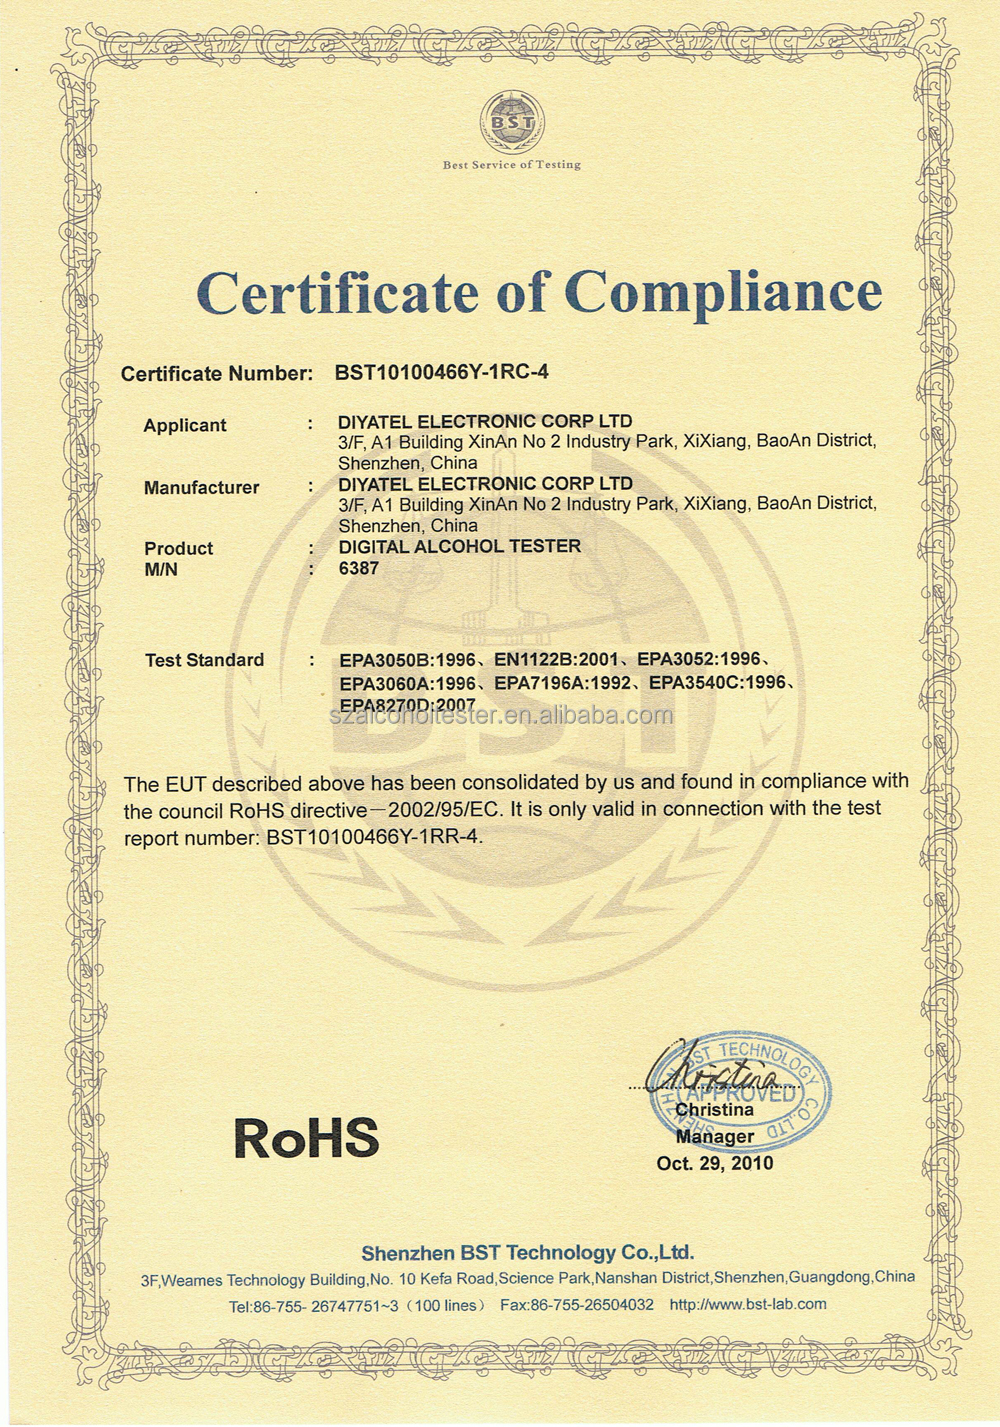 BST
Best Service of Testing
Certificate of Compliance
Certificate Number: BST10100466Y-1RC-4
Applicant : DIYATEL ELECTRONIC CORP LTD
3/F, A1 Building XinAn No 2 Industry Park, XiXiang, BaoAn District,
Shenzhen, China
Manufacturer : DIYATEL ELECTRONIC CORP LTD
3/F, A1 Building XinAn No 2 Industry Park, XiXiang, BaoAn District,
Shenzhen, China
Product : DIGITAL ALCOHOL TESTER
M/N : 6387
Test Standard : EPA3050B:1996、EN1122B:2001、EPA3052:1996、
EPA3060A:1996、EPA7196A:1992、EPA3540C:1996、
EPA8270D:2007
szalcoholtester.en.alibaba.com
BST
The EUT described above has been consolidated by us and found in compliance with
the council RoHS directive－2002/95/EC. It is only valid in connection with the test
report number: BST10100466Y-1RR-4.
RoHS
SHENZHEN BST TECHNOLOGY CO.,LTD
APPROVED
Christina
Christina
Manager
Oct. 29, 2010
Shenzhen BST Technology Co.,Ltd.
3F,Weames Technology Building,No. 10 Kefa Road,Science Park,Nanshan District,Shenzhen,Guangdong,China
Tel:86-755- 26747751~3（100 lines） Fax:86-755-26504032 http://www.bst-lab.com